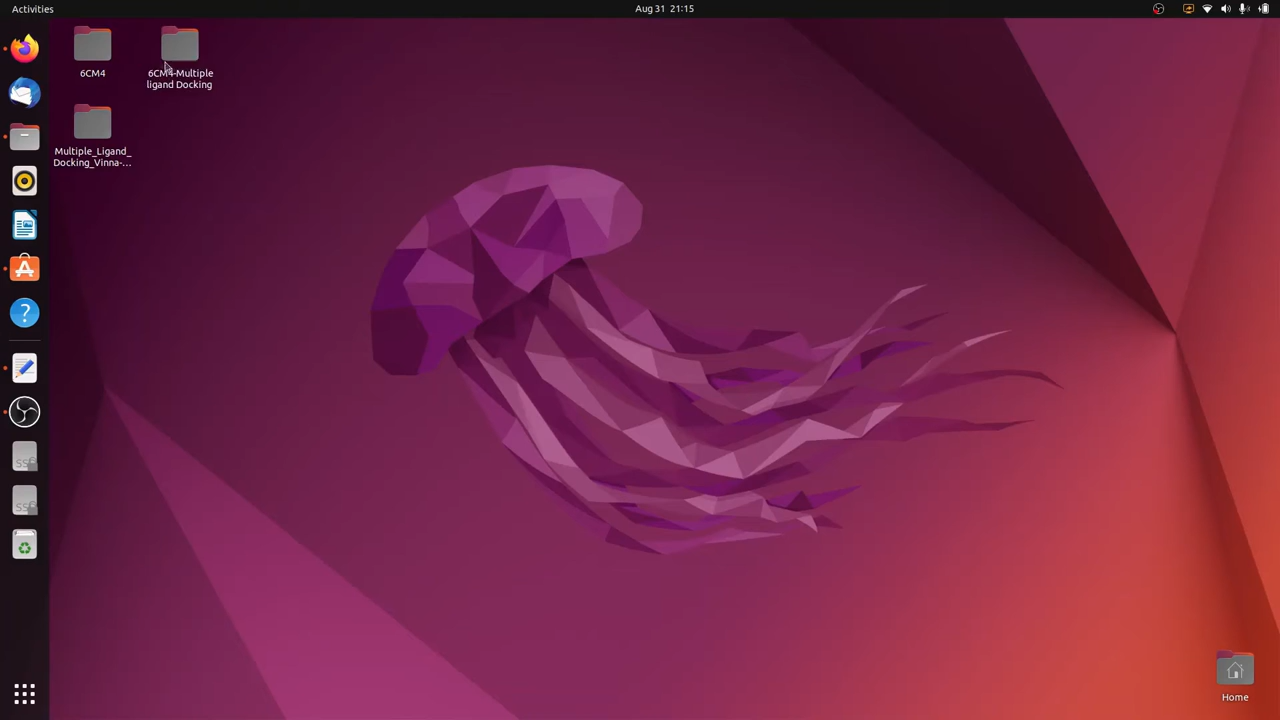 Activities
Aug 31 21:15
6CM4
6CM4-Multiple
ligand Docking
Multiple_Ligand_
Docking_Vinna-...
Home